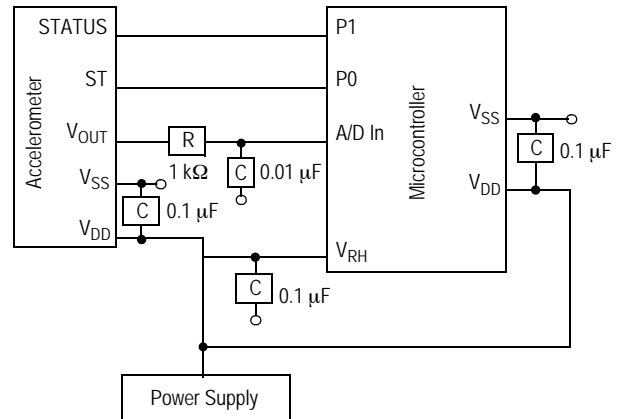 STATUS
P1
ST
P0
Accelerometer
Microcontroller
V_OUT
R
A/D In
1 kΩ
C
0.01 µF
V_SS
C
0.1 µF
V_DD
V_SS
C
0.1 µF
V_DD
V_RH
C
0.1 µF
Power Supply